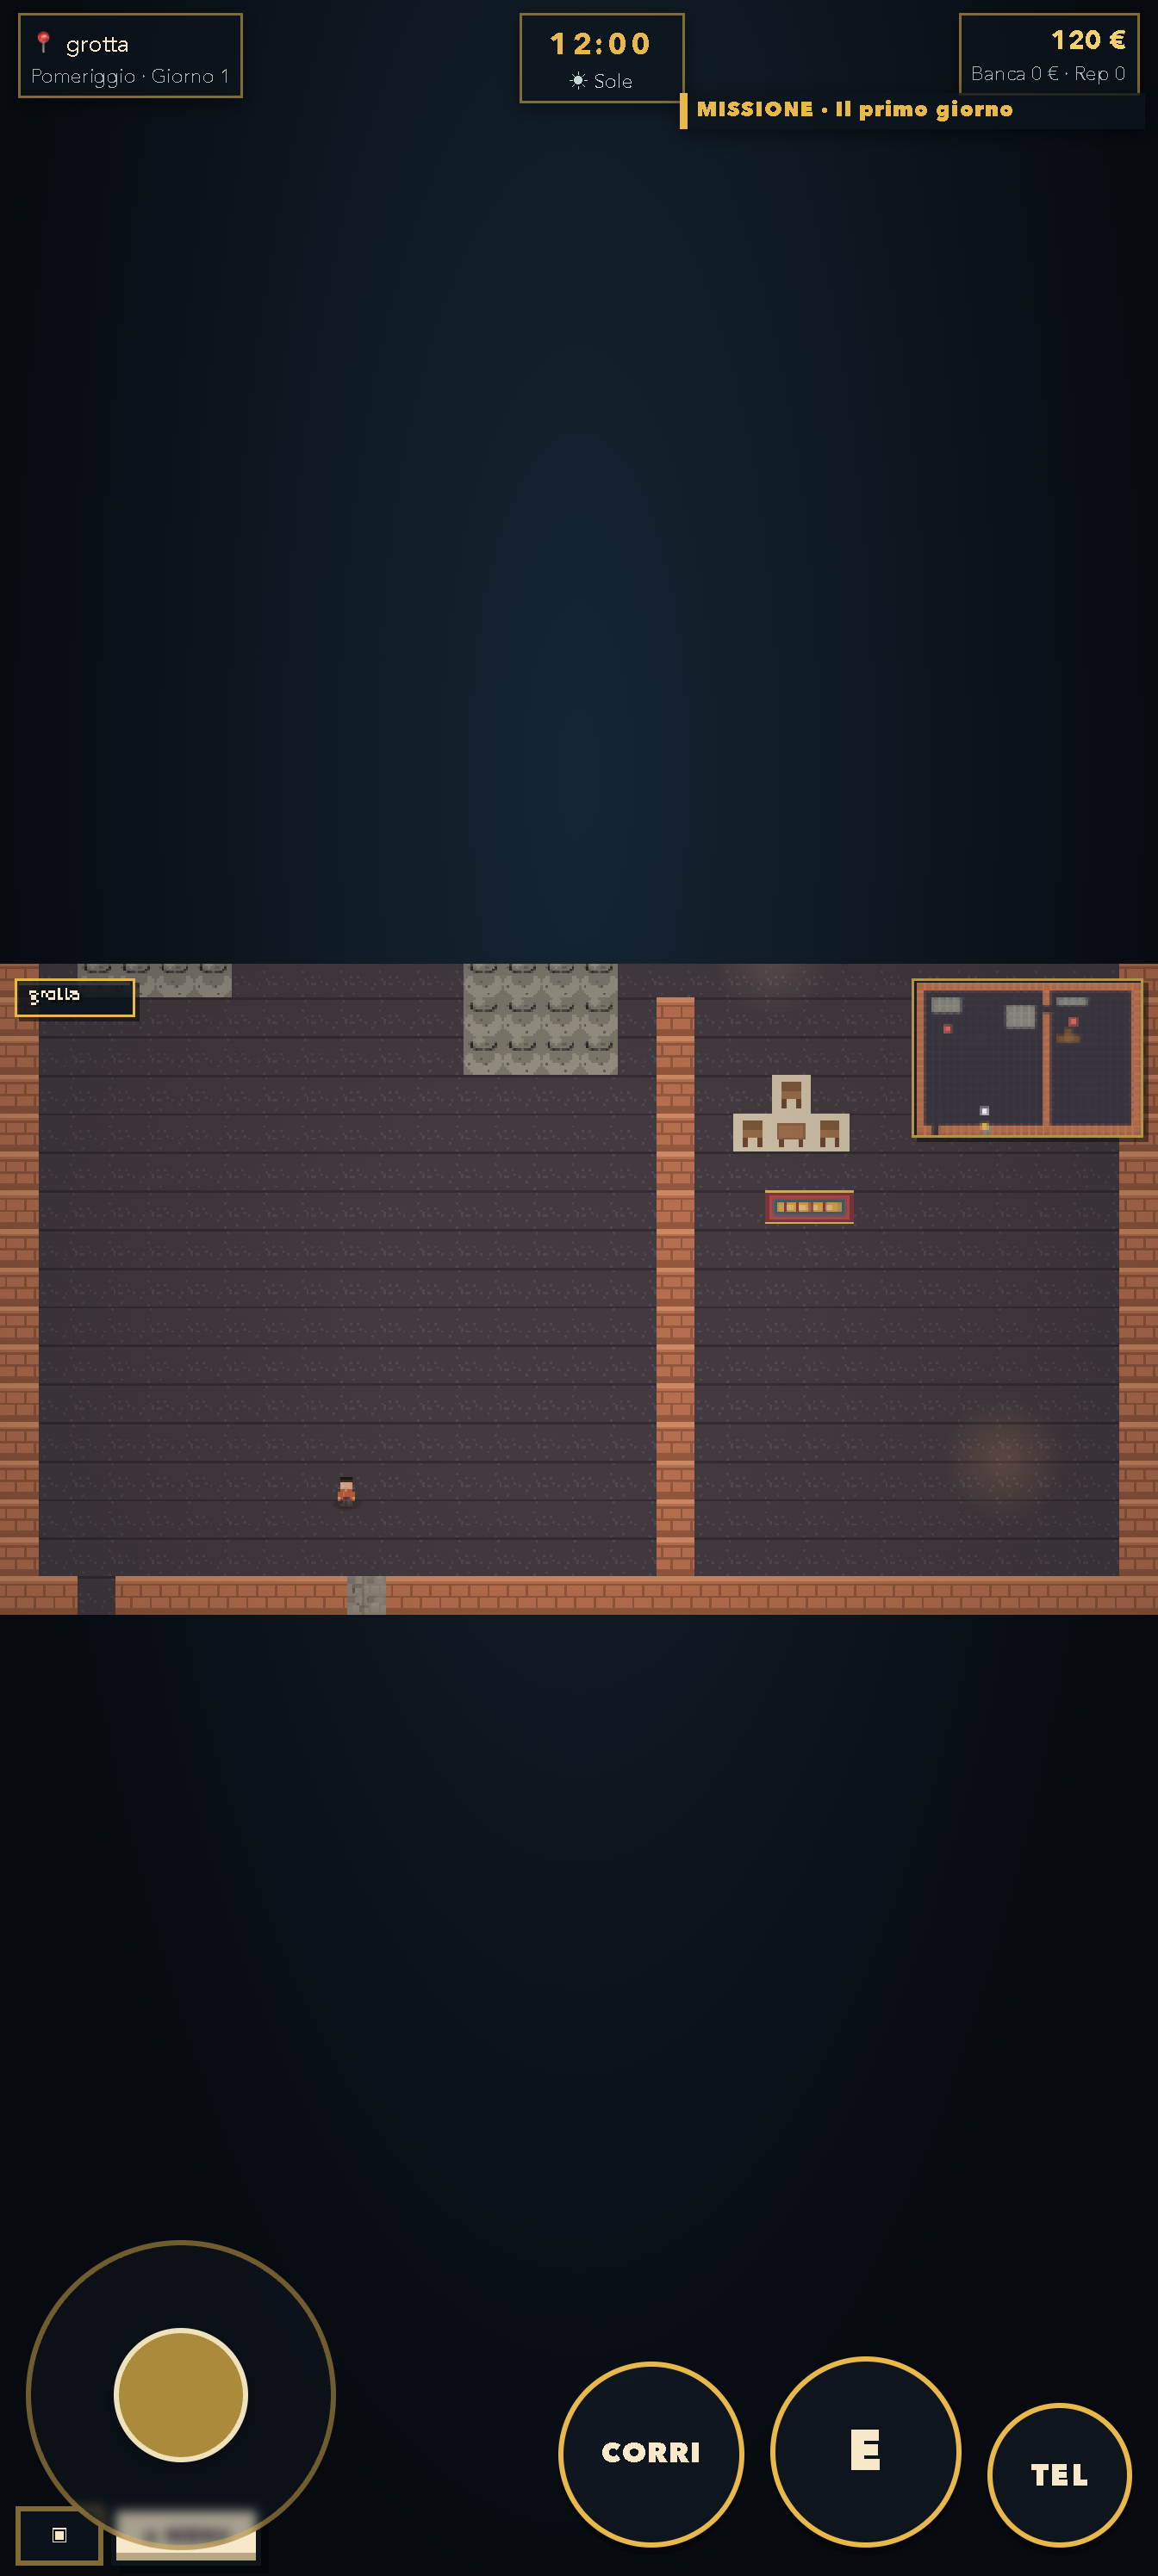 grotta
Pomeriggio · Giorno 1
12:00
☀ Sole
120 €
Banca 0 € · Rep 0
MISSIONE · Il primo giorno
grotta
CORRI
E
TEL